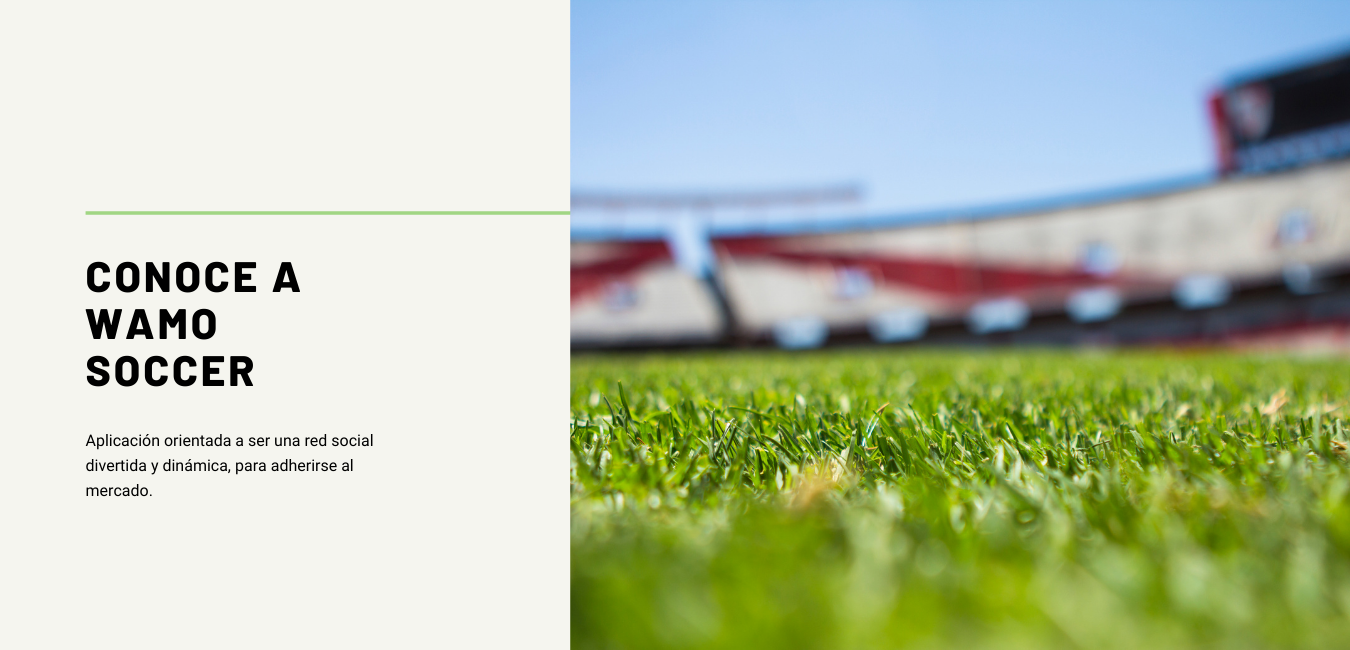 CONOCE A
WAMO
SOCCER
Aplicación orientada a ser una red social
divertida y dinámica, para adherirse al
mercado.